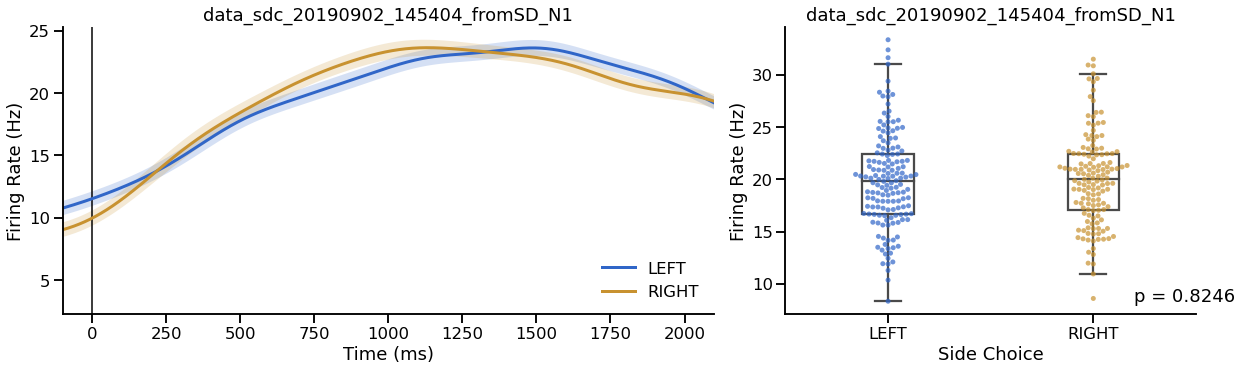 data_sdc_20190902_145404_fromSD_N1
25
20
15
10
5
Firing Rate (Hz)
0 250 500 750 1000 1250 1500 1750 2000
Time (ms)
LEFT
RIGHT
data_sdc_20190902_145404_fromSD_N1
30
25
20
15
10
Firing Rate (Hz)
p = 0.8246
LEFT RIGHT
Side Choice